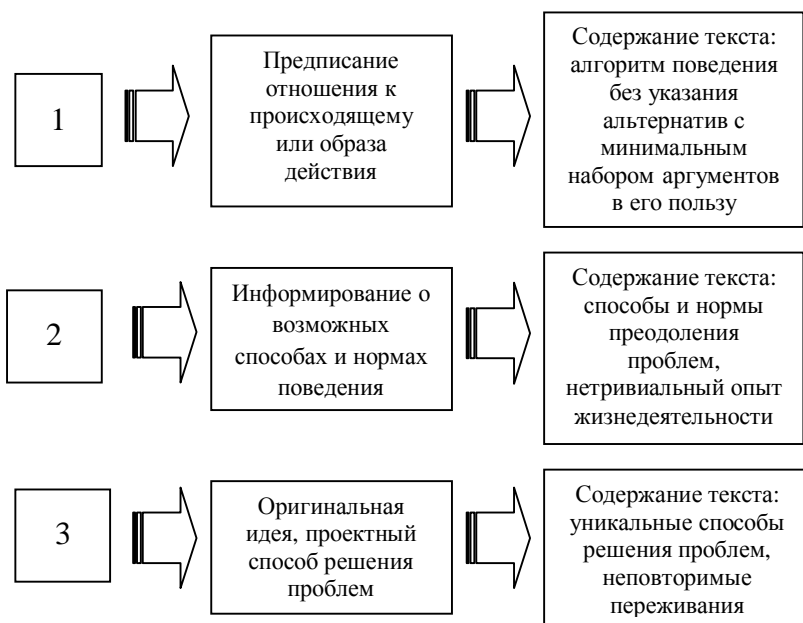 1
Предписание
отношения к
происходящему
или образа
действия
Содержание текста:
алгоритм поведения
без указания
альтернатив с
минимальным
набором аргументов
в его пользу
2
Информирование о
возможных
способах и нормах
поведения
Содержание текста:
способы и нормы
преодоления
проблем,
нетривиальный опыт
жизнедеятельности
3
Оригинальная
идея, проектный
способ решения
проблем
Содержание текста:
уникальные способы
решения проблем,
неповторимые
переживания